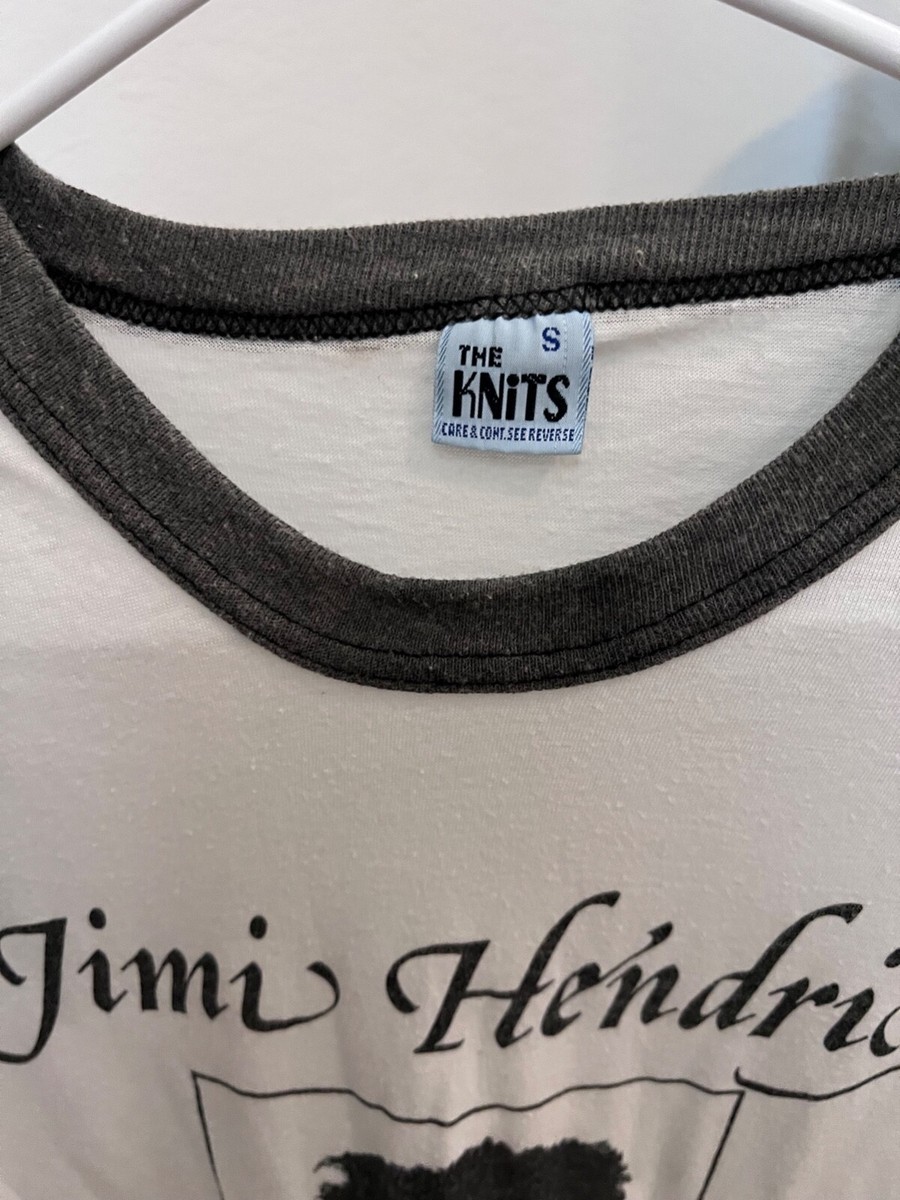 S
THE
KNiTS
CARE & CONT. SEE REVERSE
Jimi Hendri